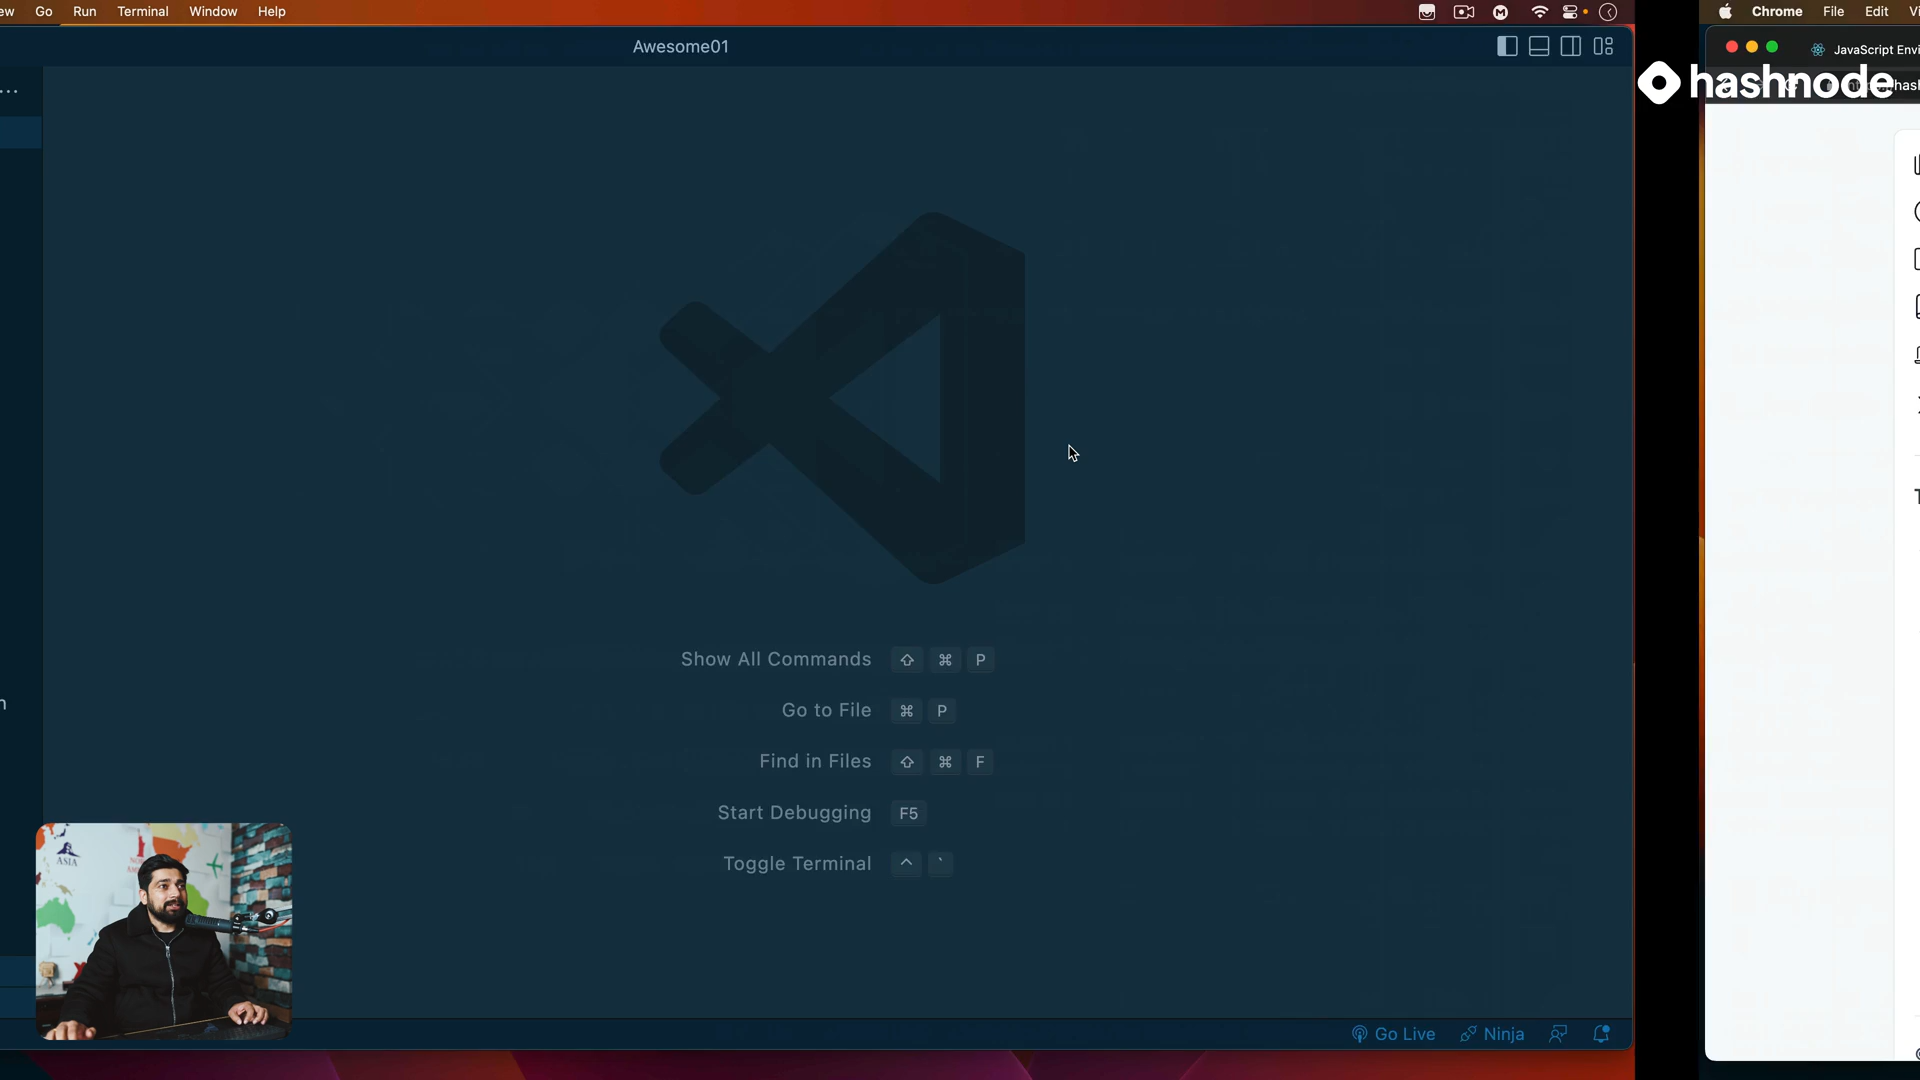 Go Run Terminal Window Help
Awesome01
Show All Commands ⇧ ⌘ P
Go to File ⌘ P
Find in Files ⇧ ⌘ F
Start Debugging F5
Toggle Terminal ^ `
ASIA
Go Live Ninja
Chrome File Edit
JavaScript Envi
hashnode